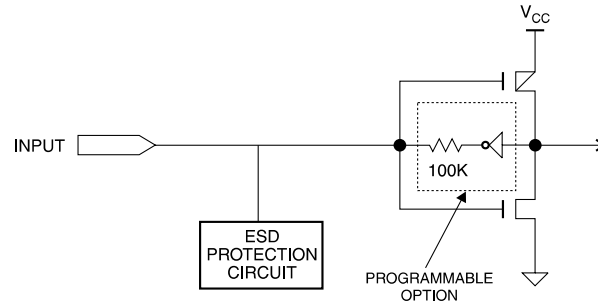 VCC
INPUT
100K
ESD
PROTECTION
CIRCUIT
PROGRAMMABLE
OPTION